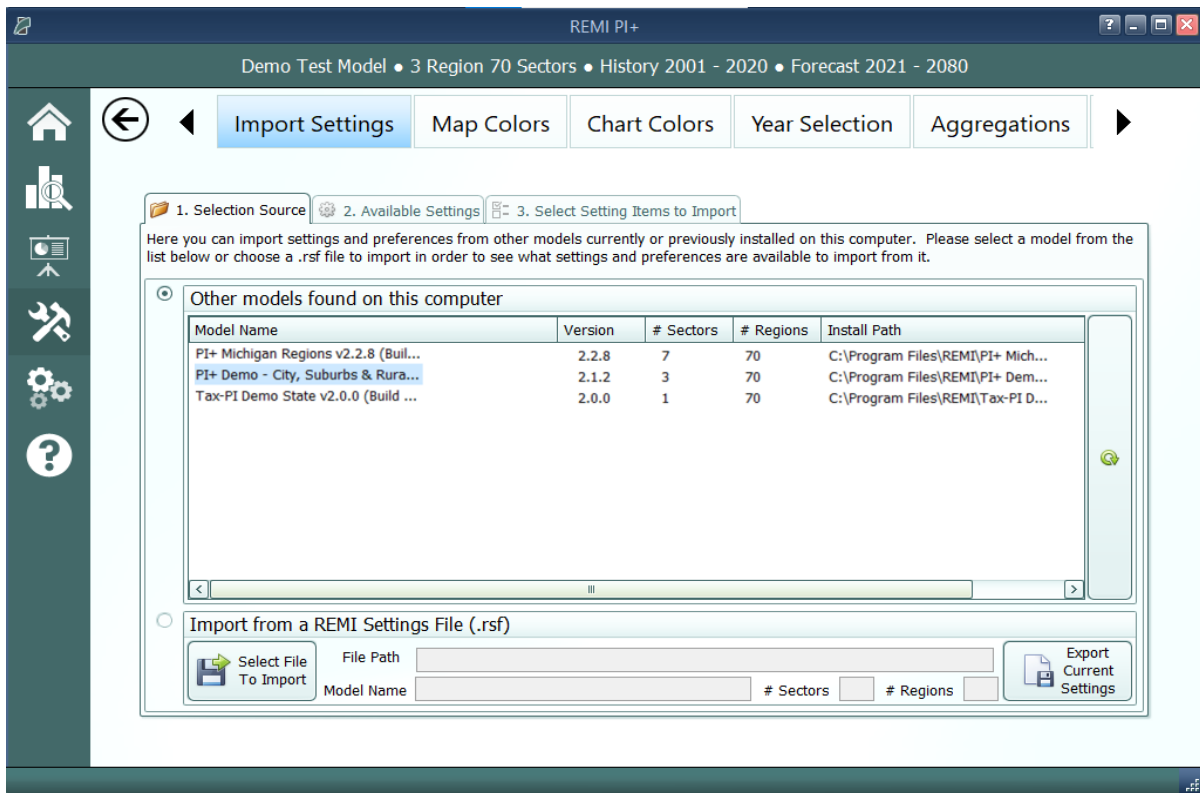 REMI PI+
Demo Test Model ● 3 Region 70 Sectors ● History 2001 - 2020 ● Forecast 2021 - 2080
Import Settings Map Colors Chart Colors Year Selection Aggregations
1. Selection Source 2. Available Settings 3. Select Setting Items to Import
Here you can import settings and preferences from other models currently or previously installed on this computer. Please select a model from the
list below or choose a .rsf file to import in order to see what settings and preferences are available to import from it.
Other models found on this computer
Model Name Version # Sectors # Regions Install Path
PI+ Michigan Regions v2.2.8 (Buil... 2.2.8 7 70 C:\Program Files\REMI\PI+ Mich...
PI+ Demo - City, Suburbs & Rura... 2.1.2 3 70 C:\Program Files\REMI\PI+ Dem...
Tax-PI Demo State v2.0.0 (Build ... 2.0.0 1 70 C:\Program Files\REMI\Tax-PI D...
Import from a REMI Settings File (.rsf)
Select File
To Import
File Path
Model Name # Sectors # Regions
Export
Current
Settings